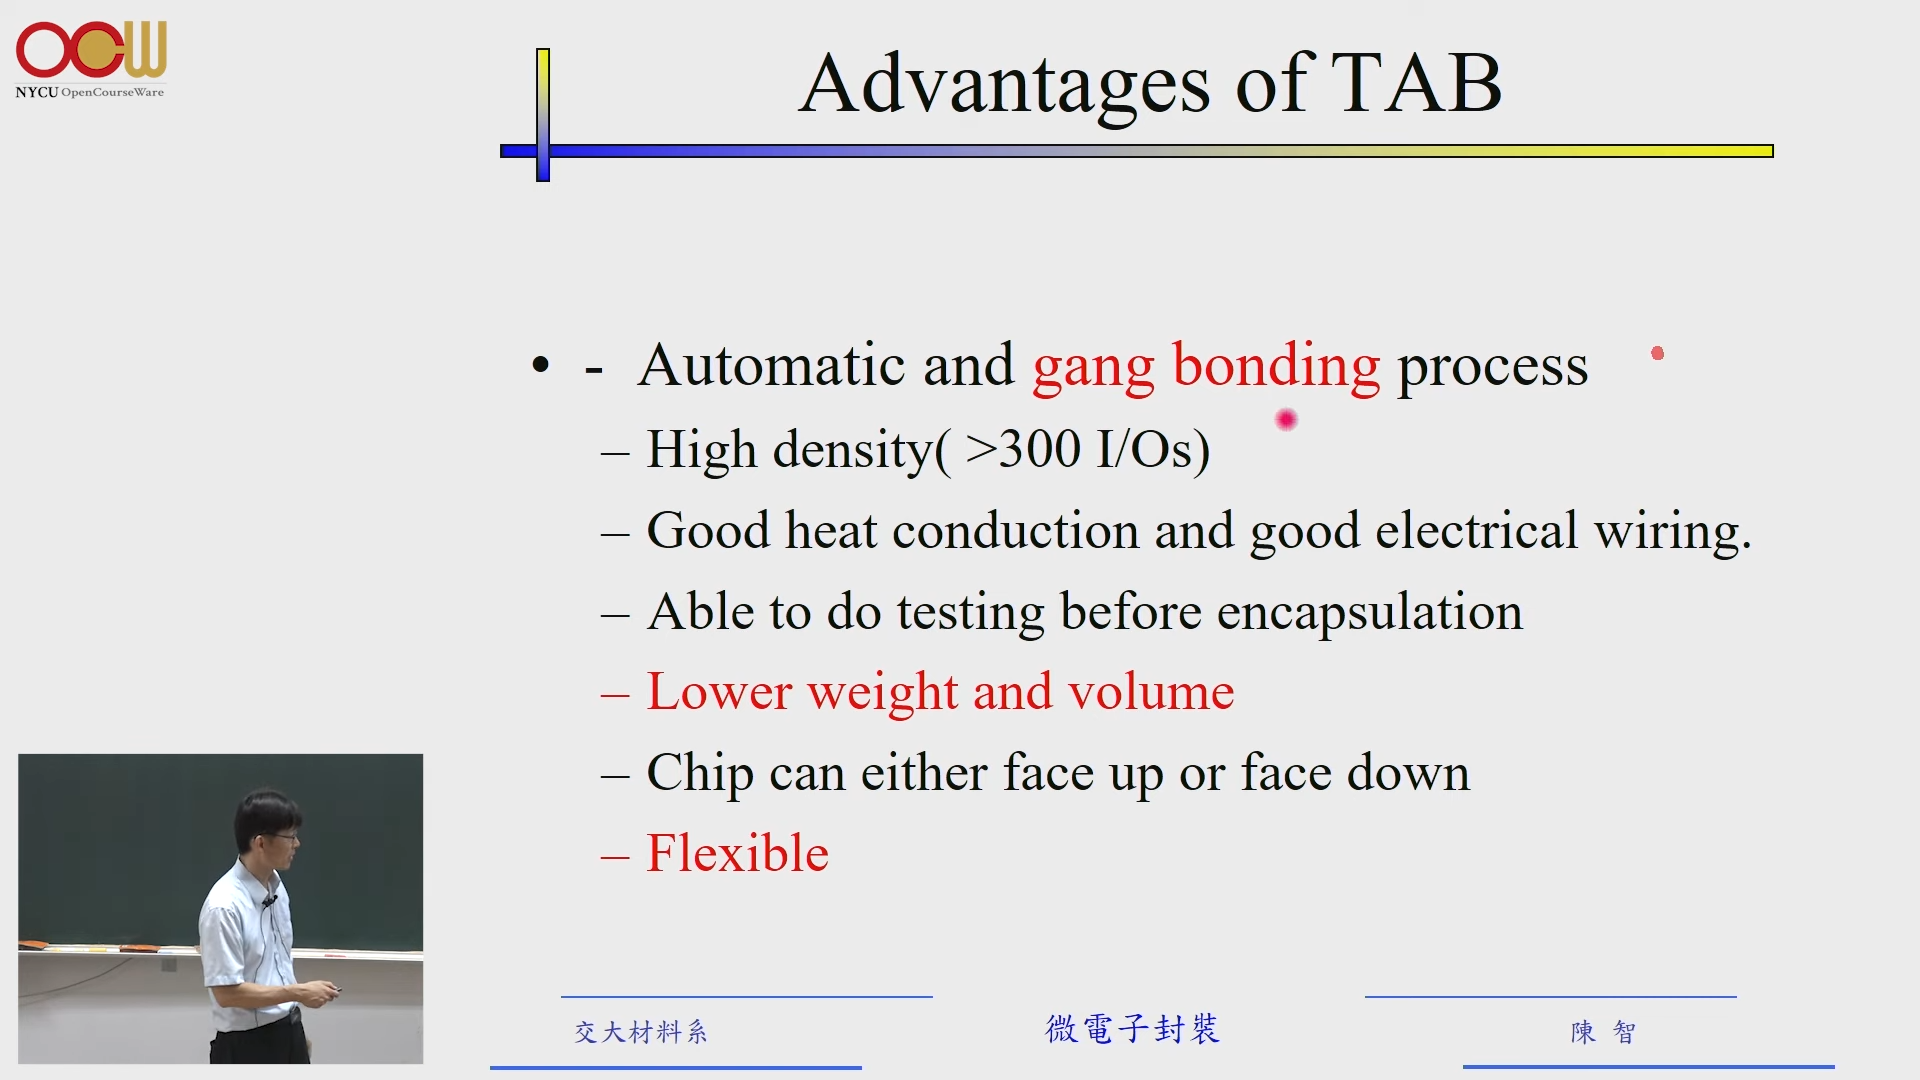 OCW
NYCU OpenCourseWare
Advantages of TAB
• - Automatic and gang bonding process
– High density( >300 I/Os)
– Good heat conduction and good electrical wiring.
– Able to do testing before encapsulation
– Lower weight and volume
– Chip can either face up or face down
– Flexible
交大材料系
微電子封裝
陳 智